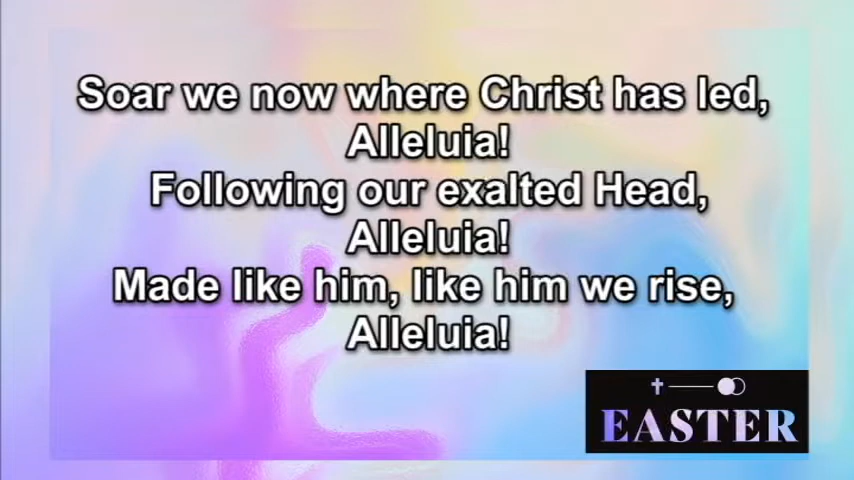 Soar we now where Christ has led,
Alleluia!
Following our exalted Head,
Alleluia!
Made like him, like him we rise,
Alleluia!
EASTER